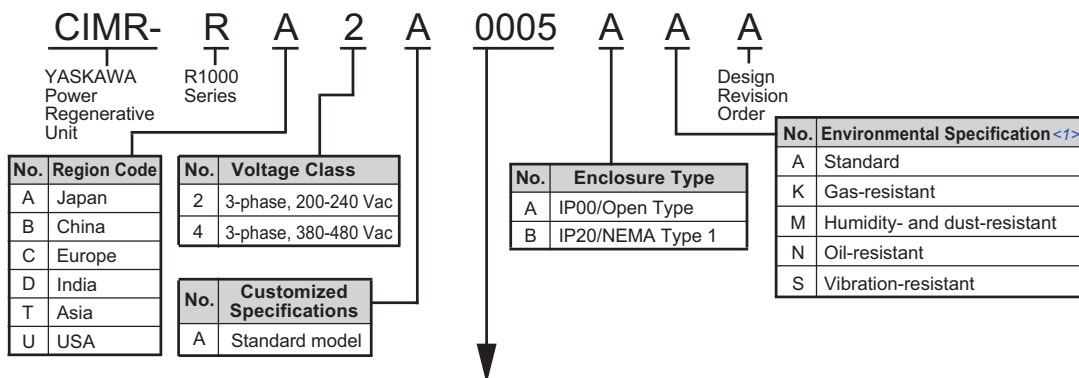 CIMR- R A 2 A 0005 A A A
YASKAWA
Power
Regenerative
Unit
R1000
Series
Design
Revision
Order
No. Region Code
A Japan
B China
C Europe
D India
T Asia
U USA
No. Voltage Class
2 3-phase, 200-240 Vac
4 3-phase, 380-480 Vac
No. Customized
Specifications
A Standard model
No. Enclosure Type
A IP00/Open Type
B IP20/NEMA Type 1
No. Environmental Specification<1>
A Standard
K Gas-resistant
M Humidity- and dust-resistant
N Oil-resistant
S Vibration-resistant